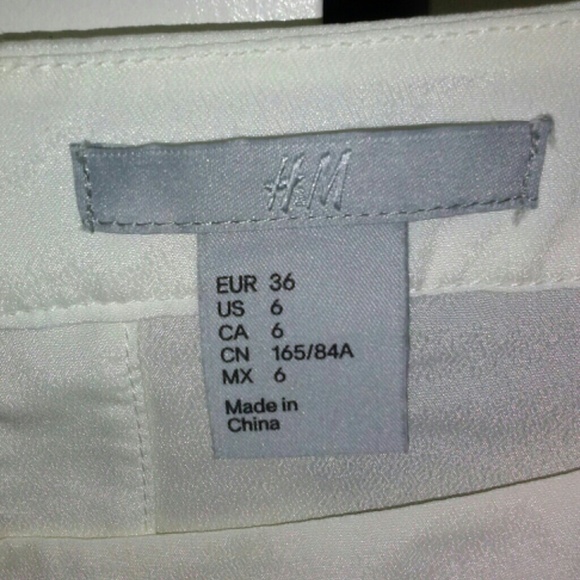 H&M
EUR 36
US 6
CA 6
CN 165/84A
MX 6
Made in
China